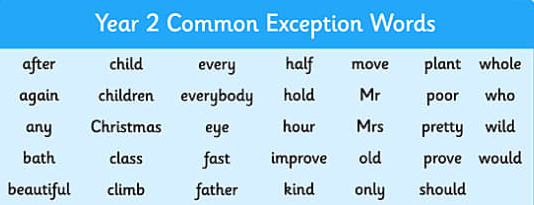 Year 2 Common Exception Words
after child every half move plant whole
again children everybody hold Mr poor who
any Christmas eye hour Mrs pretty wild
bath class fast improve old prove would
beautiful climb father kind only should